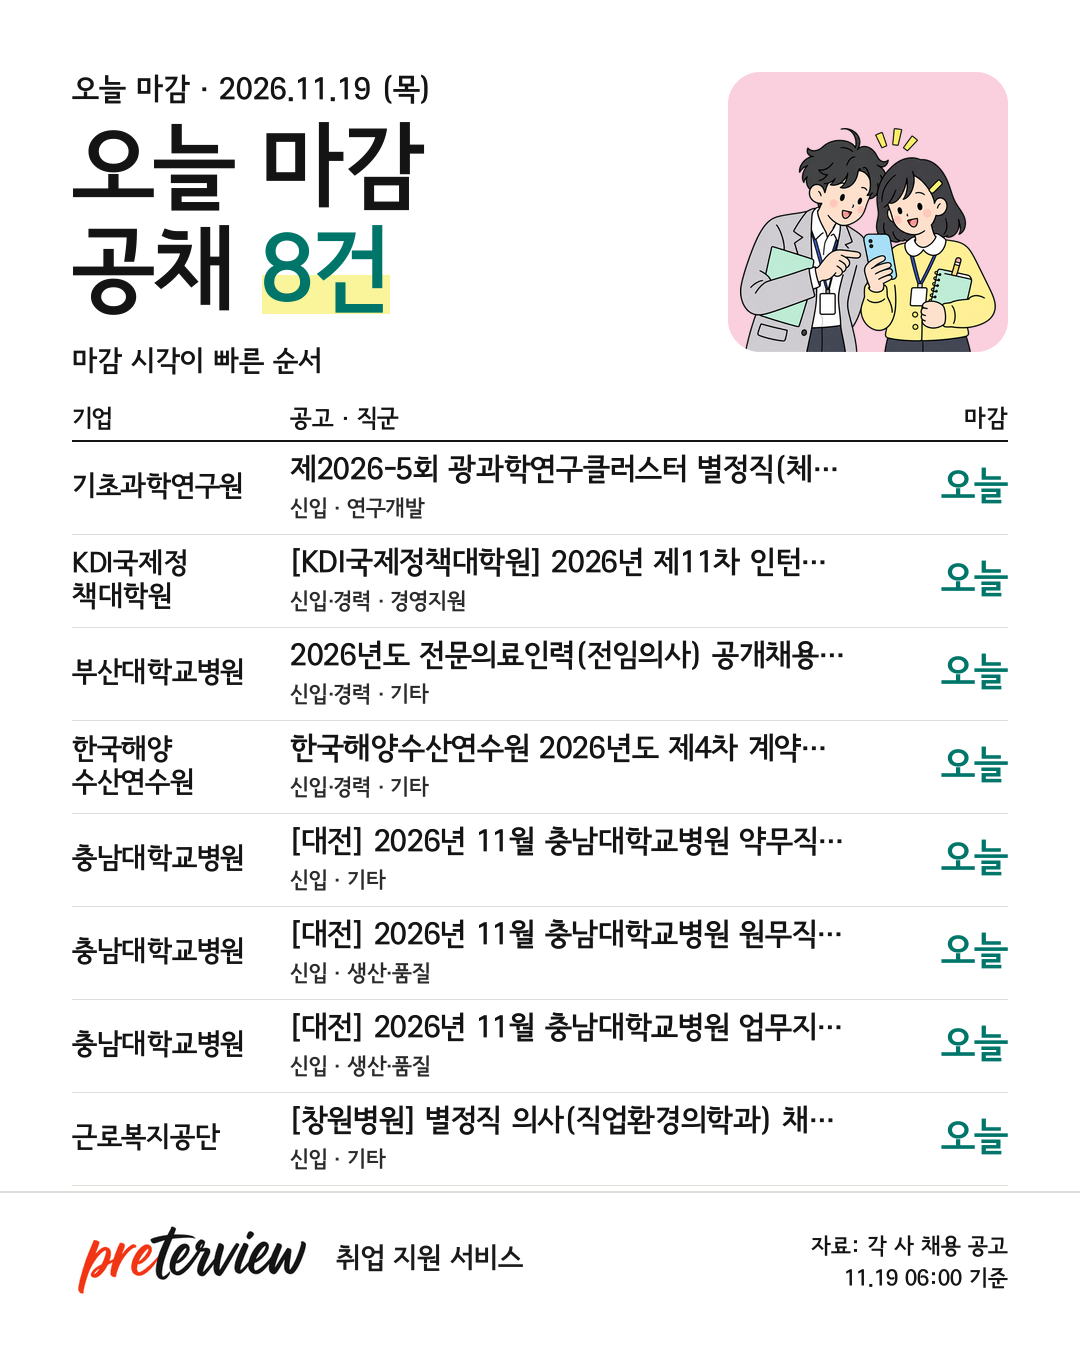 오늘 마감 · 2026.11.19 (목)
오늘 마감
공채 8건
마감 시각이 빠른 순서
기업 공고 · 직군 마감
기초과학연구원 제2026-5회 광과학연구클러스터 별정직(체… 오늘
신입 · 연구개발
KDI국제정
책대학원 [KDI국제정책대학원] 2026년 제11차 인턴… 오늘
신입·경력 · 경영지원
부산대학교병원 2026년도 전문의료인력(전임의사) 공개채용… 오늘
신입·경력 · 기타
한국해양
수산연수원 한국해양수산연수원 2026년도 제4차 계약… 오늘
신입·경력 · 기타
충남대학교병원 [대전] 2026년 11월 충남대학교병원 약무직… 오늘
신입 · 기타
충남대학교병원 [대전] 2026년 11월 충남대학교병원 원무직… 오늘
신입 · 생산·품질
충남대학교병원 [대전] 2026년 11월 충남대학교병원 업무지… 오늘
신입 · 생산·품질
근로복지공단 [창원병원] 별정직 의사(직업환경의학과) 채… 오늘
신입 · 기타
preterview 취업 지원 서비스
자료: 각 사 채용 공고
11.19 06:00 기준